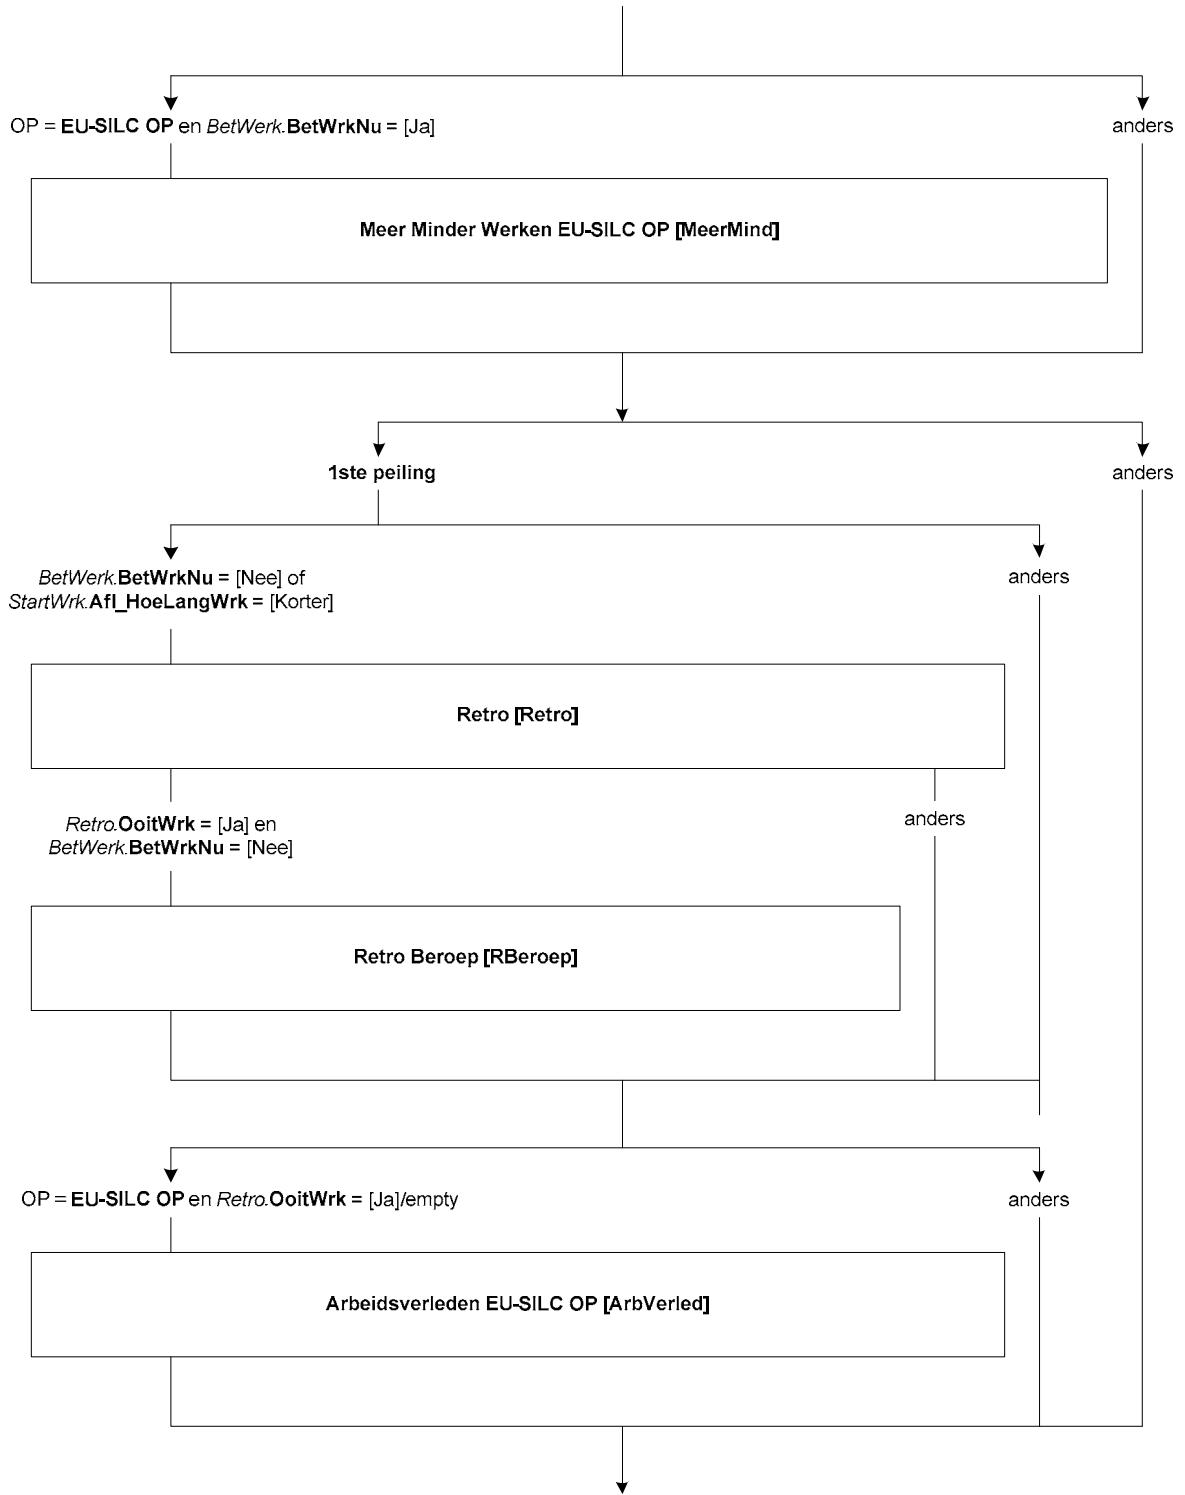 OP = EU-SILC OP en BetWerk.BetWrkNu = [Ja]
anders
Meer Minder Werken EU-SILC OP [MeerMind]
1ste peiling
anders
BetWerk.BetWrkNu = [Nee] of
StartWrk.Afl_HoeLangWrk = [Korter]
anders
Retro [Retro]
Retro.OoitWrk = [Ja] en
BetWerk.BetWrkNu = [Nee]
anders
Retro Beroep [RBeroep]
OP = EU-SILC OP en Retro.OoitWrk = [Ja]/empty
anders
Arbeidsverleden EU-SILC OP [ArbVerled]